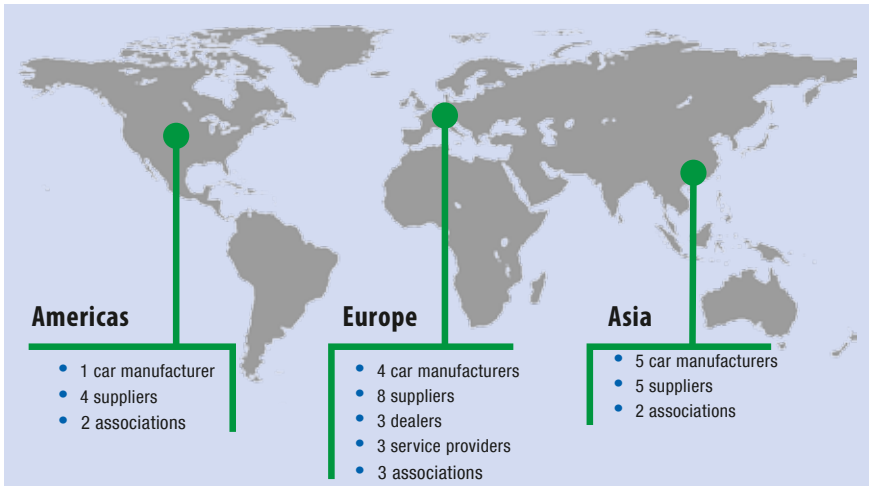 Americas
1 car manufacturer
4 suppliers
2 associations
Europe
4 car manufacturers
8 suppliers
3 dealers
3 service providers
3 associations
Asia
5 car manufacturers
5 suppliers
2 associations